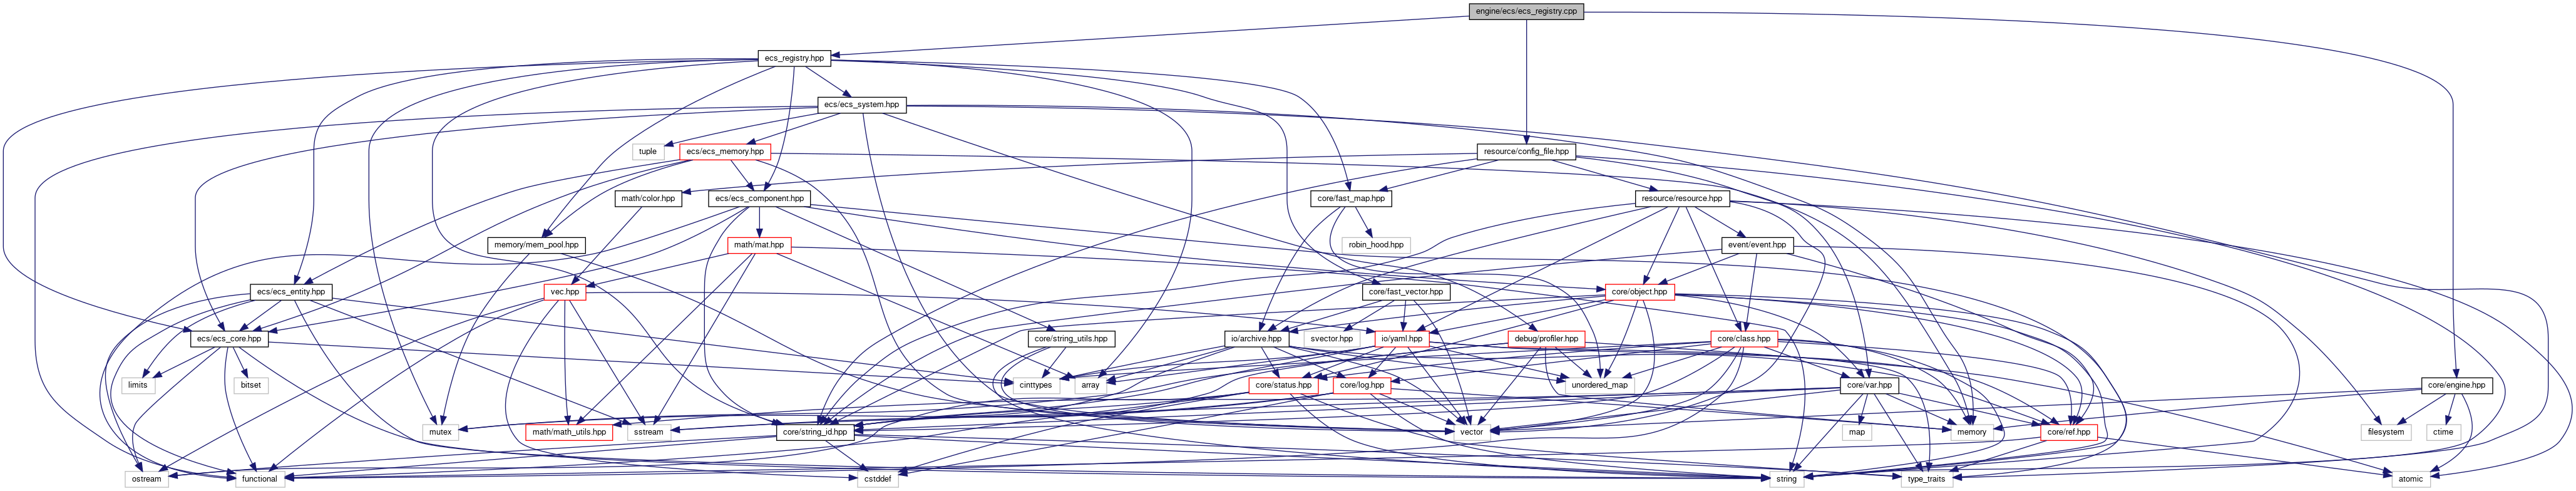 engine/ecs/ecs_registry.cpp
ecs_registry.hpp
ecs/ecs_system.hpp
tuple
ecs/ecs_memory.hpp
resource/config_file.hpp
math/color.hpp
ecs/ecs_component.hpp
core/fast_map.hpp
resource/resource.hpp
memory/mem_pool.hpp
math/mat.hpp
robin_hood.hpp
event/event.hpp
ecs/ecs_entity.hpp
vec.hpp
core/fast_vector.hpp
core/object.hpp
ecs/ecs_core.hpp
core/string_utils.hpp
io/archive.hpp
svector.hpp
io/yaml.hpp
debug/profiler.hpp
core/class.hpp
limits
bitset
cinttypes
array
core/status.hpp
core/log.hpp
unordered_map
core/var.hpp
core/engine.hpp
mutex
math/math_utils.hpp
sstream
core/string_id.hpp
vector
map
memory
core/ref.hpp
filesystem
ctime
ostream
functional
cstddef
string
type_traits
atomic